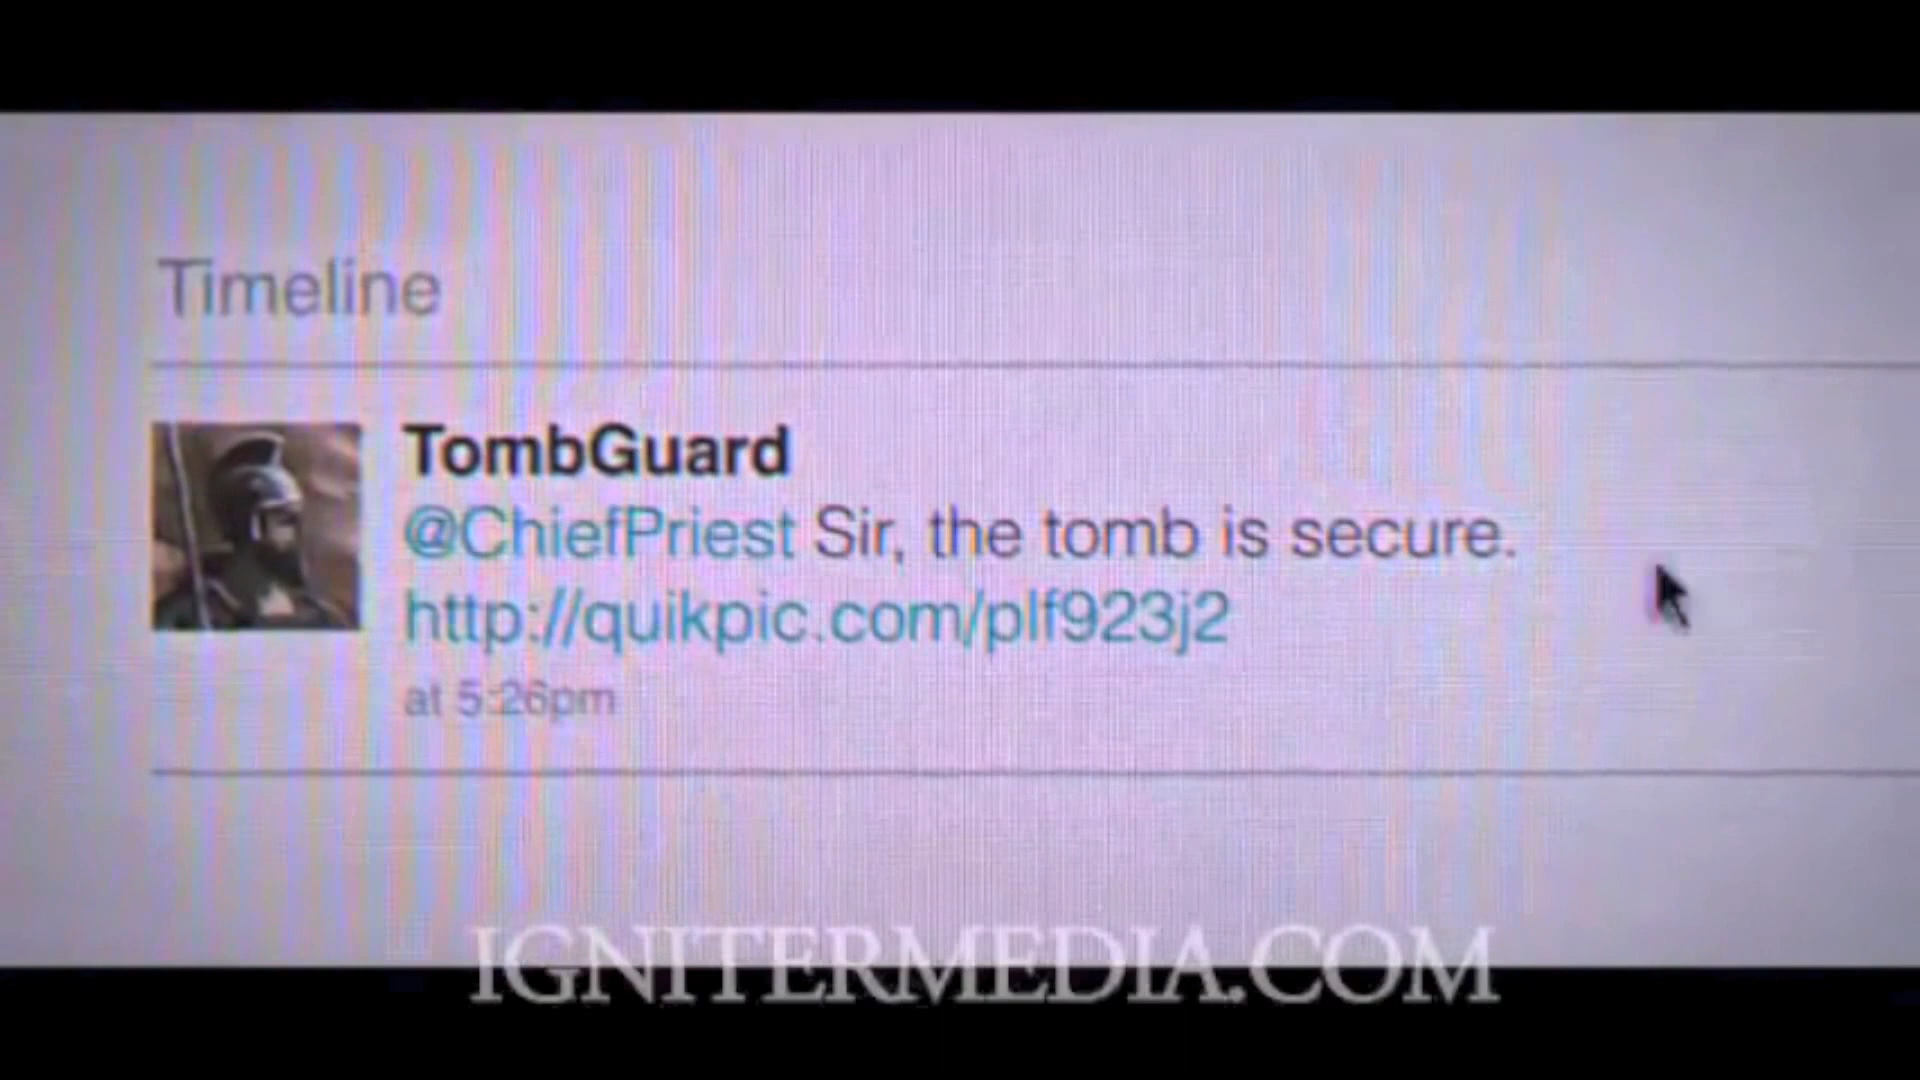 Timeline
TombGuard
@ChiefPriest Sir, the tomb is secure.
http://quikpic.com/plf923j2
at 5:26pm
IGNITERMEDIA.COM